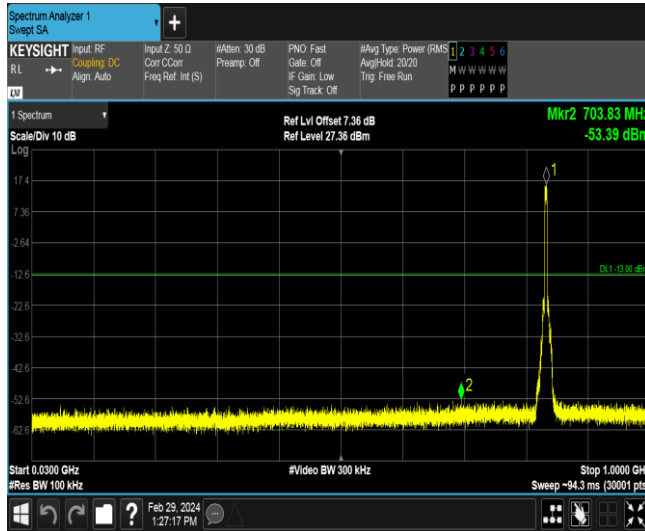 Spectrum Analyzer 1
Swept SA
+
KEYSIGHT
RL
LXI
Input: RF
Coupling: DC
Align: Auto
Input Z: 50 Ω
Corr CCorr
Freq Ref: Int (S)
#Atten: 30 dB
Preamp: Off
PNO: Fast
Gate: Off
IF Gain: Low
Sig Track: Off
#Avg Type: Power (RMS
Avg|Hold: 20/20
Trig: Free Run
1 2 3 4 5 6
M W W W W W
P P P P P P
1 Spectrum
Scale/Div 10 dB
Ref Lvl Offset 7.36 dB
Ref Level 27.36 dBm
Mkr2 703.83 MH
-53.39 dBm
Log
17.4
7.36
-2.64
-12.6
-22.6
-32.6
-42.6
-52.6
-62.6
1
DL1 -13.00 dBm
2
Start 0.0300 GHz
#Res BW 100 kHz
#Video BW 300 kHz
Stop 1.0000 GH
Sweep ~94.3 ms (30001 pts
?
Feb 29, 2024
1:27:17 PM